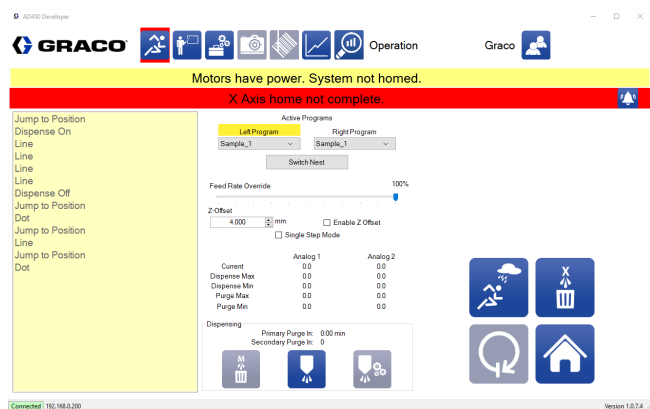 AD450 Developer
GRACO
Operation
Graco
Motors have power. System not homed.
X Axis home not complete.
Jump to Position
Dispense On
Line
Line
Line
Line
Dispense Off
Jump to Position
Dot
Jump to Position
Line
Jump to Position
Dot
Active Programs
Left Program Right Program
Sample_1 Sample_1
Switch Nest
Feed Rate Override 100%
Z-Offset
4.000 mm Enable Z Offset
Single Step Mode
Analog 1 Analog 2
Current 0.0 0.0
Dispense Max 0.0 0.0
Dispense Min 0.0 0.0
Purge Max 0.0 0.0
Purge Min 0.0 0.0
Dispensing
Primary Purge In: 0:00 min
Secondary Purge In: 0
M
X
Connected 192.168.0.200
Version 1.0.7.4